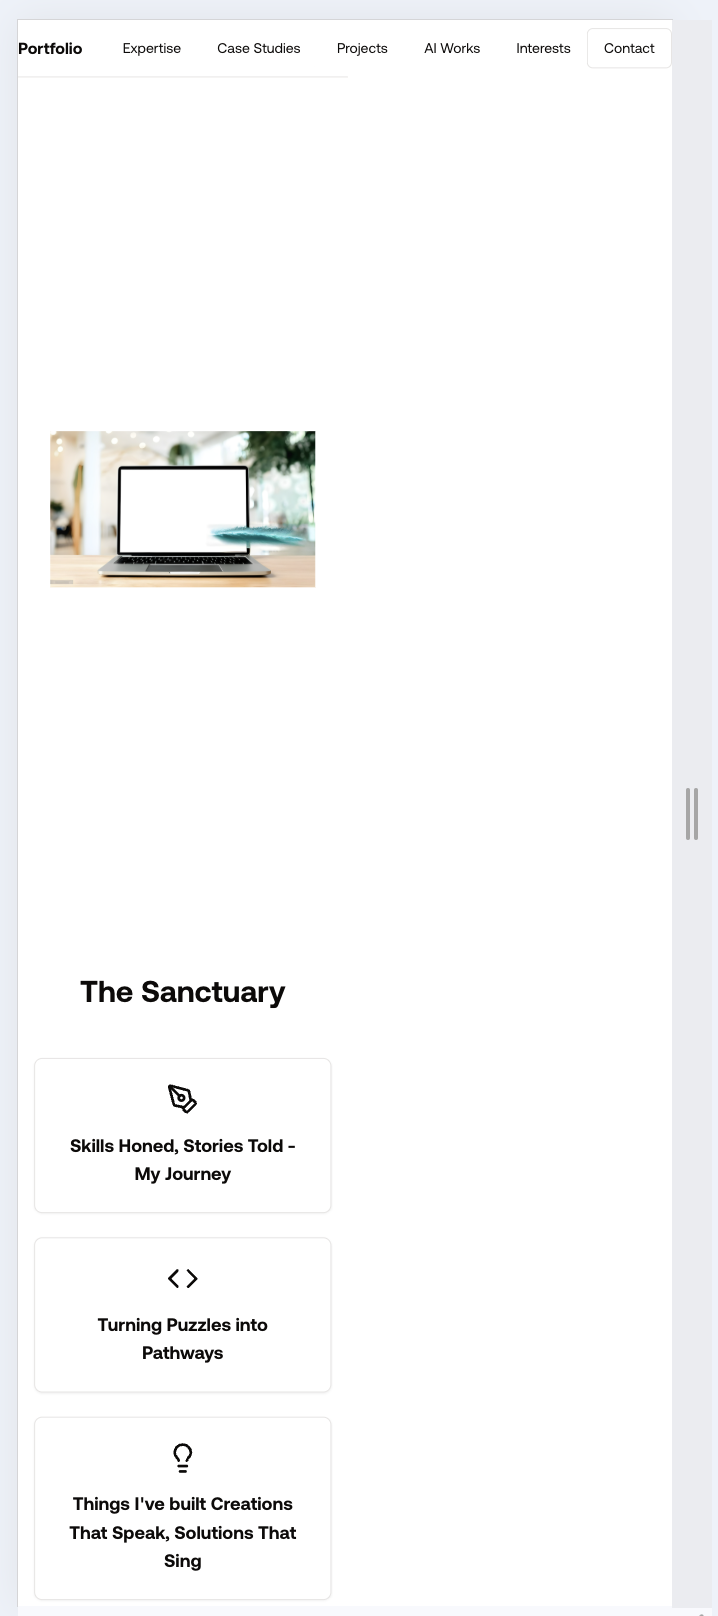 Portfolio Expertise Case Studies Projects AI Works Interests Contact
The Sanctuary
Skills Honed, Stories Told -
My Journey
Turning Puzzles into
Pathways
Things I've built Creations
That Speak, Solutions That
Sing